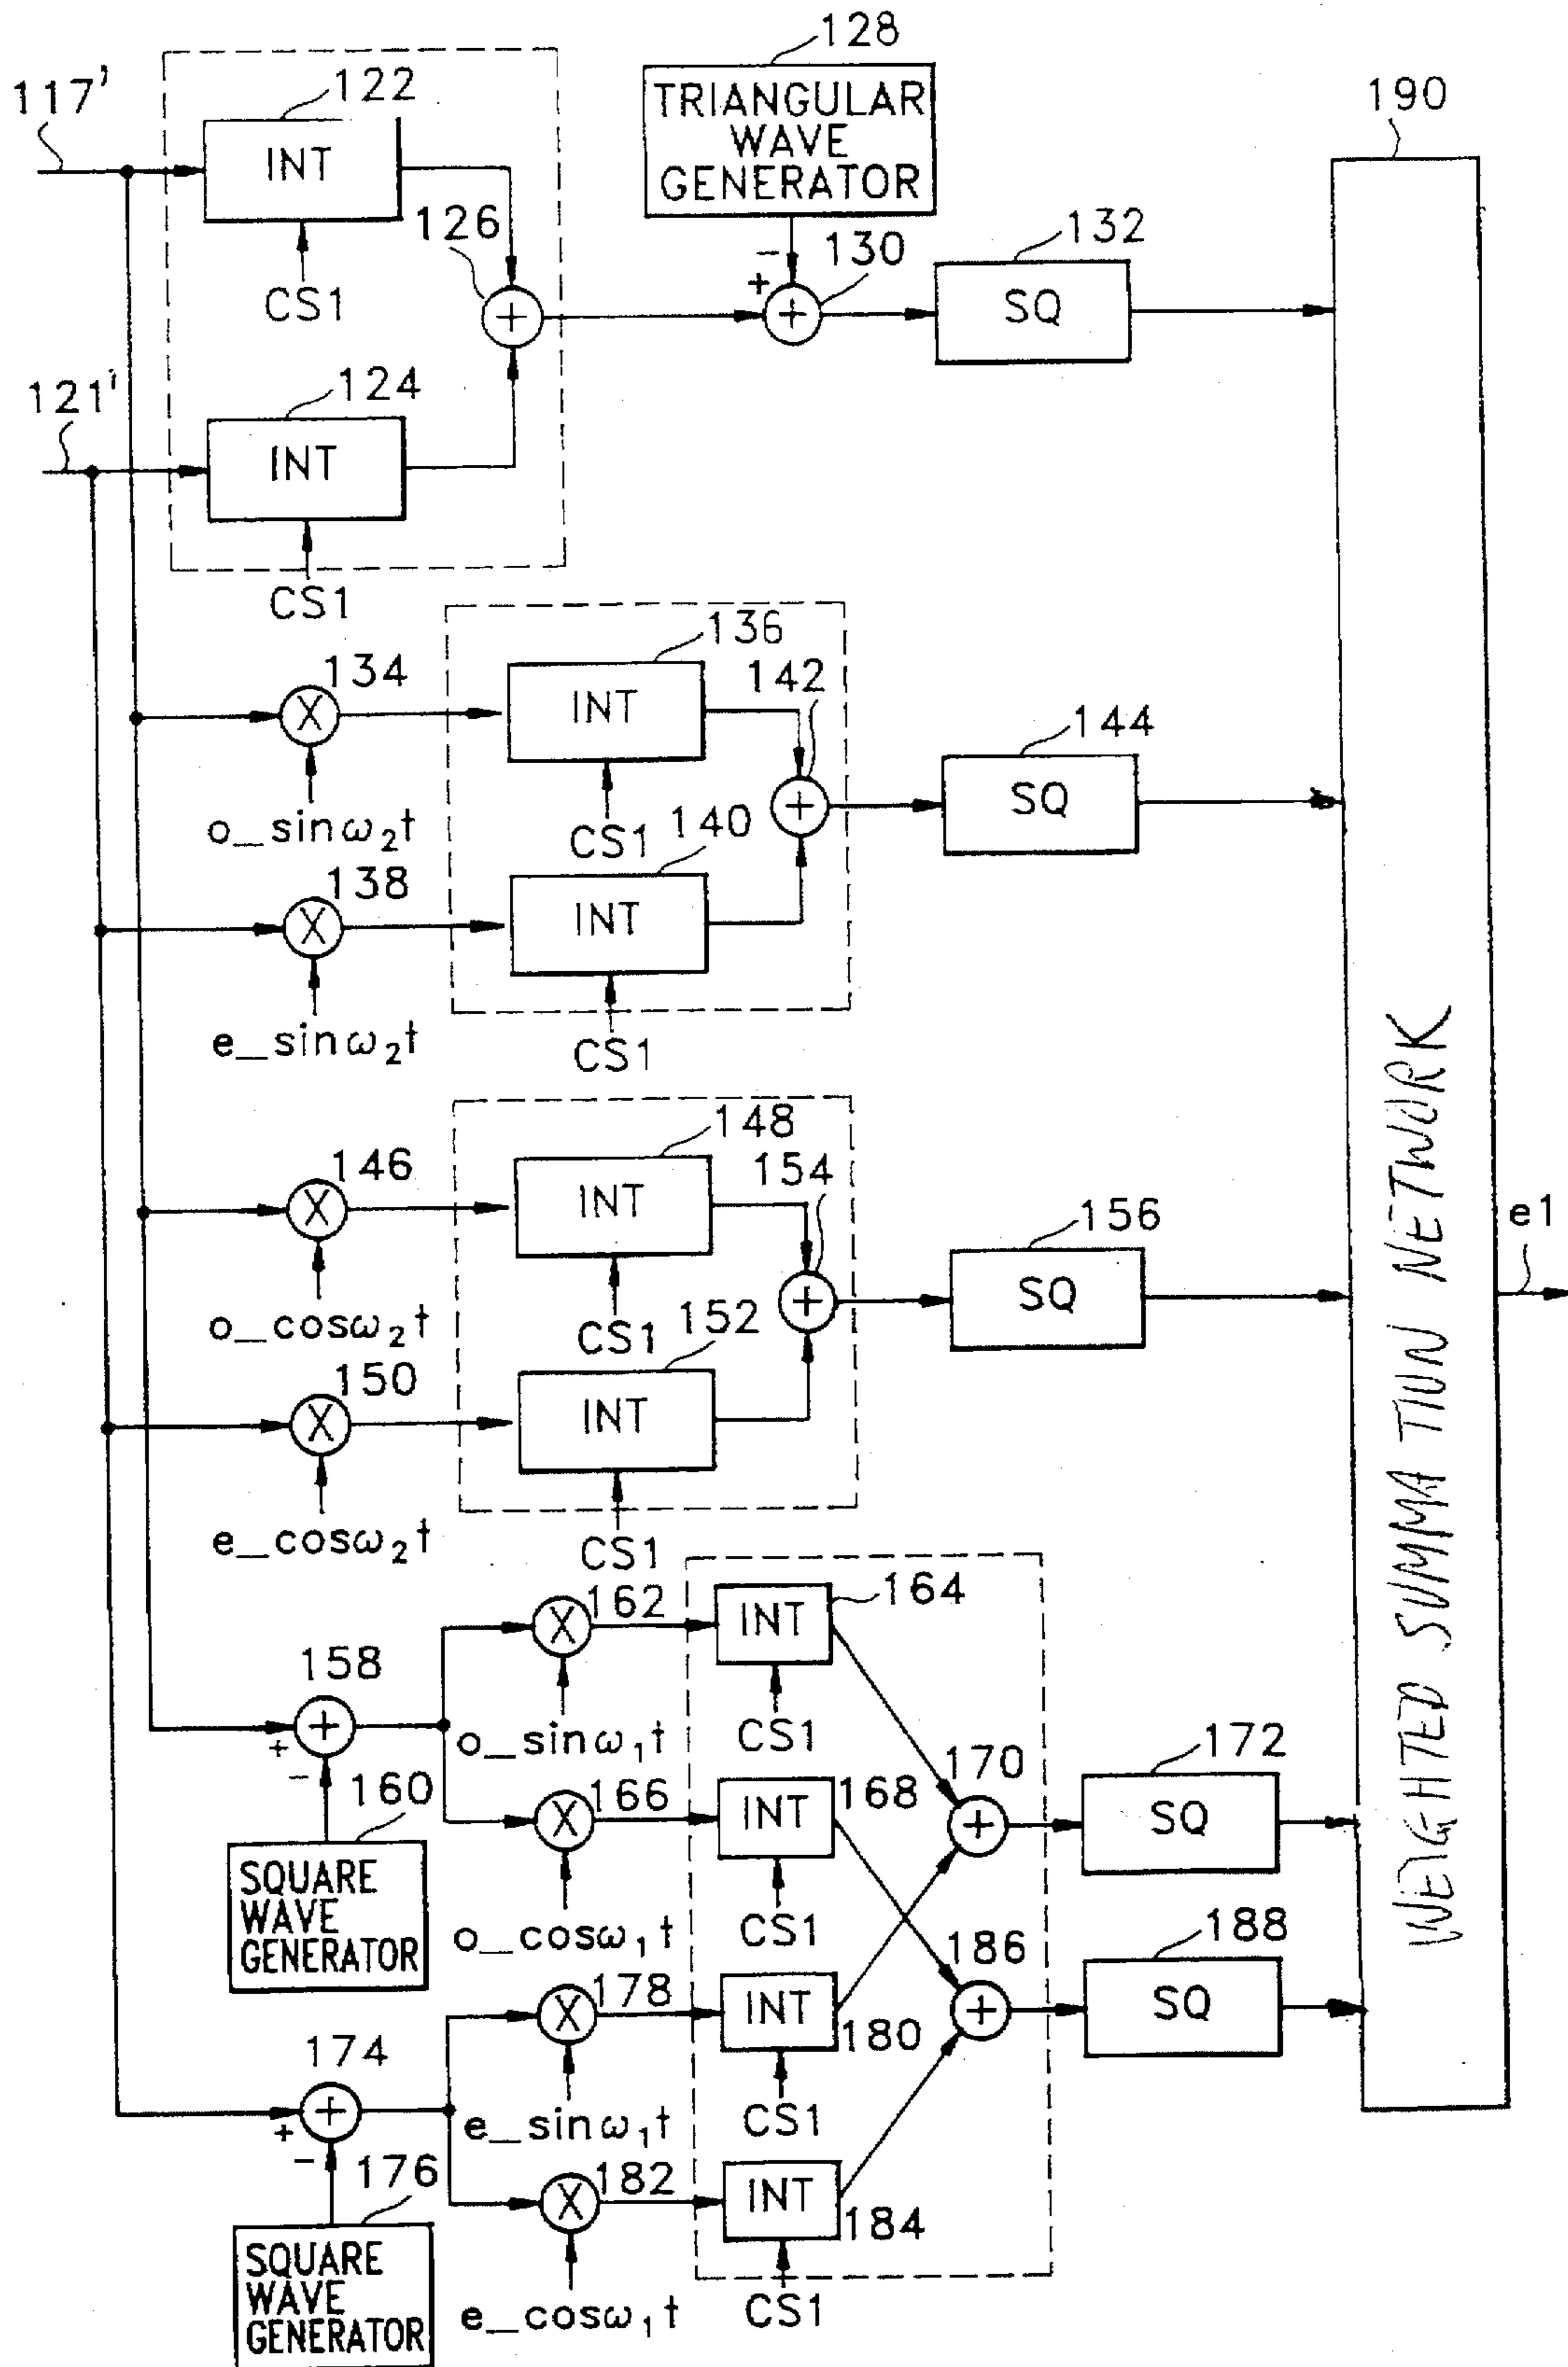 128
TRIANGULAR
WAVE
GENERATOR
190
117'
122
INT
CS1
126
-
+
130
+
+
132
SQ
121'
124
INT
CS1
134
X
o_sinω₂t
136
INT
CS1
142
+
144
SQ
138
X
e_sinω₂t
140
INT
CS1
146
X
o_cosω₂t
148
INT
CS1
154
+
156
SQ
e1
150
X
e_cosω₂t
152
INT
CS1
WEIGHTED SUMMATIUN NETWORK
158
+
+
-
160
SQUARE
WAVE
GENERATOR
162
X
o_sinω₁t
164
INT
CS1
166
X
o_cosω₁t
168
INT
CS1
170
+
172
SQ
174
+
+
-
176
SQUARE
WAVE
GENERATOR
178
X
e_sinω₁t
INT
180
CS1
186
+
188
SQ
182
X
e_cosω₁t
INT
184
CS1